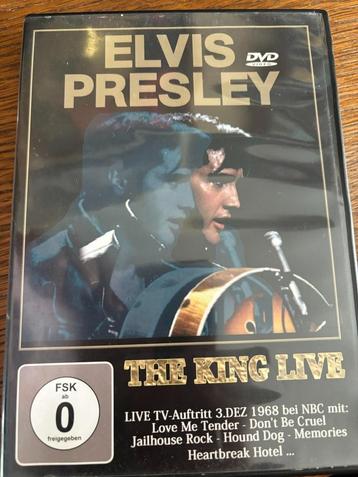 ELVIS
DVD
VIDEO
PRESLEY
THE KING LIVE
FSK
ab
0
freigegeben
LIVE TV-Auftritt 3.DEZ 1968 bei NBC mit:
Love Me Tender - Don't Be Cruel
Jailhouse Rock - Hound Dog - Memories
Heartbreak Hotel ...